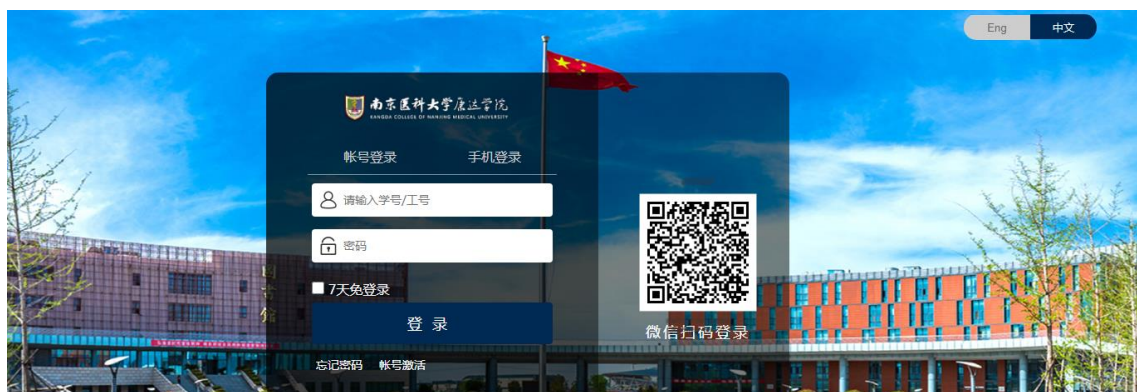 Eng 中文
南京医科大学康达学院
KANGDA COLLEGE OF NANJING MEDICAL UNIVERSITY
帐号登录 手机登录
请输入学号/工号
密码
7天免登录
登 录
微信扫码登录
忘记密码 帐号激活
图书馆